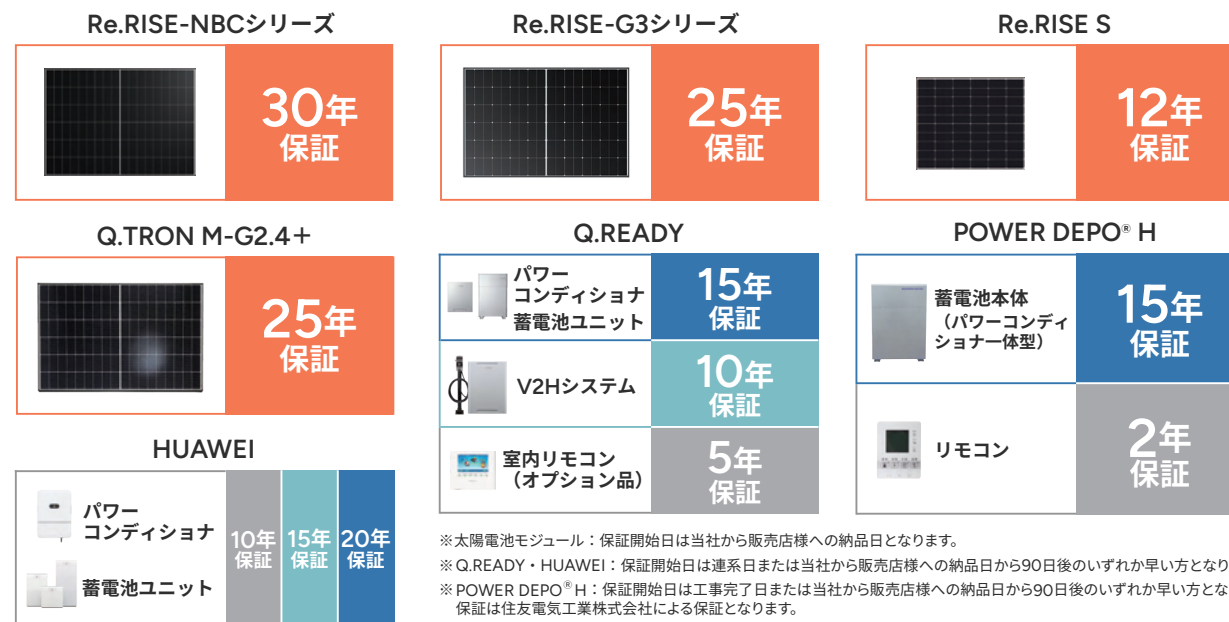 Re.RISE-NBCシリーズ
30年
保証
Re.RISE-G3シリーズ
25年
保証
Re.RISE S
12年
保証
Q.TRON M-G2.4＋
25年
保証
Q.READY
パワー
コンディショナ
蓄電池ユニット
15年
保証
V2Hシステム
10年
保証
室内リモコン
（オプション品）
5年
保証
POWER DEPO® H
蓄電池本体
（パワーコンディ
ショナ一体型）
15年
保証
リモコン
2年
保証
HUAWEI
パワー
コンディショナ
蓄電池ユニット
10年
保証
15年
保証
20年
保証
※太陽電池モジュール：保証開始日は当社から販売店様への納品日となります。
※Q.READY・HUAWEI：保証開始日は連系日または当社から販売店様への納品日から90日後のいずれか早い方となり
※POWER DEPO®H：保証開始日は工事完了日または当社から販売店様への納品日から90日後のいずれか早い方とな
保証は住友電気工業株式会社による保証となります。